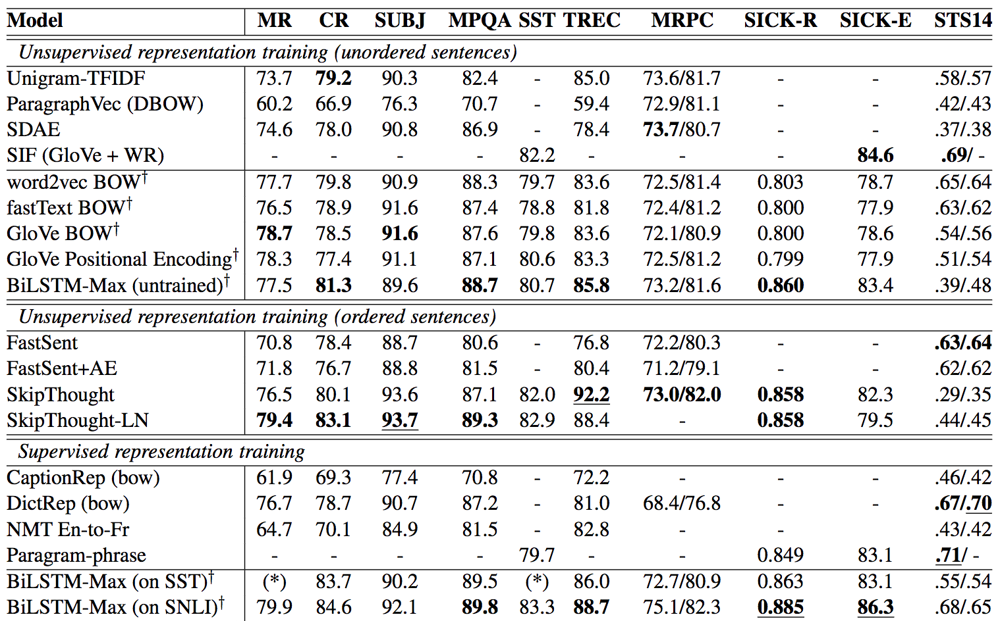 Model MR CR SUBJ MPQA SST TREC MRPC SICK-R SICK-E STS14
Unsupervised representation training (unordered sentences)
Unigram-TFIDF 73.7 79.2 90.3 82.4 - 85.0 73.6/81.7 - - .58/.57
ParagraphVec (DBOW) 60.2 66.9 76.3 70.7 - 59.4 72.9/81.1 - - .42/.43
SDAE 74.6 78.0 90.8 86.9 - 78.4 73.7/80.7 - - .37/.38
SIF (GloVe + WR) - - - - 82.2 - - - 84.6 .69/ -
word2vec BOW† 77.7 79.8 90.9 88.3 79.7 83.6 72.5/81.4 0.803 78.7 .65/.64
fastText BOW† 76.5 78.9 91.6 87.4 78.8 81.8 72.4/81.2 0.800 77.9 .63/.62
GloVe BOW† 78.7 78.5 91.6 87.6 79.8 83.6 72.1/80.9 0.800 78.6 .54/.56
GloVe Positional Encoding† 78.3 77.4 91.1 87.1 80.6 83.3 72.5/81.2 0.799 77.9 .51/.54
BiLSTM-Max (untrained)† 77.5 81.3 89.6 88.7 80.7 85.8 73.2/81.6 0.860 83.4 .39/.48
Unsupervised representation training (ordered sentences)
FastSent 70.8 78.4 88.7 80.6 - 76.8 72.2/80.3 - - .63/.64
FastSent+AE 71.8 76.7 88.8 81.5 - 80.4 71.2/79.1 - - .62/.62
SkipThought 76.5 80.1 93.6 87.1 82.0 92.2 73.0/82.0 0.858 82.3 .29/.35
SkipThought-LN 79.4 83.1 93.7 89.3 82.9 88.4 - 0.858 79.5 .44/.45
Supervised representation training
CaptionRep (bow) 61.9 69.3 77.4 70.8 - 72.2 - - - .46/.42
DictRep (bow) 76.7 78.7 90.7 87.2 - 81.0 68.4/76.8 - - .67/.70
NMT En-to-Fr 64.7 70.1 84.9 81.5 - 82.8 - - .43/.42
Paragram-phrase - - - - 79.7 - - 0.849 83.1 .71/ -
BiLSTM-Max (on SST)† (*) 83.7 90.2 89.5 (*) 86.0 72.7/80.9 0.863 83.1 .55/.54
BiLSTM-Max (on SNLI)† 79.9 84.6 92.1 89.8 83.3 88.7 75.1/82.3 0.885 86.3 .68/.65